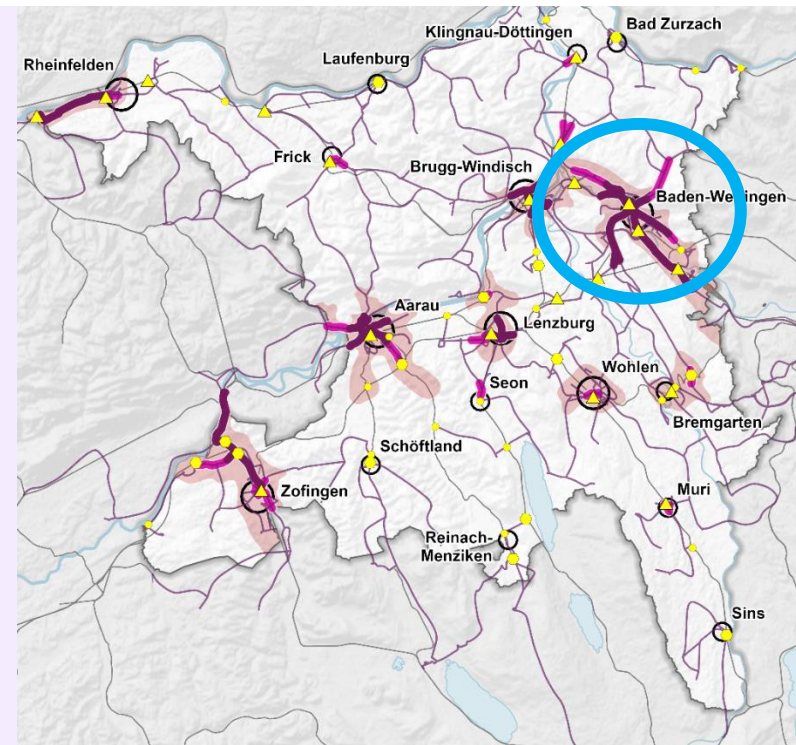 Klingnau-Döttingen
Bad Zurzach
Rheinfelden
Laufenburg
Frick
Brugg-Windisch
Baden-Wettingen
Aarau
Lenzburg
Seon
Wohlen
Bremgarten
Schöftland
Zofingen
Muri
Reinach-
Menziken
Sins